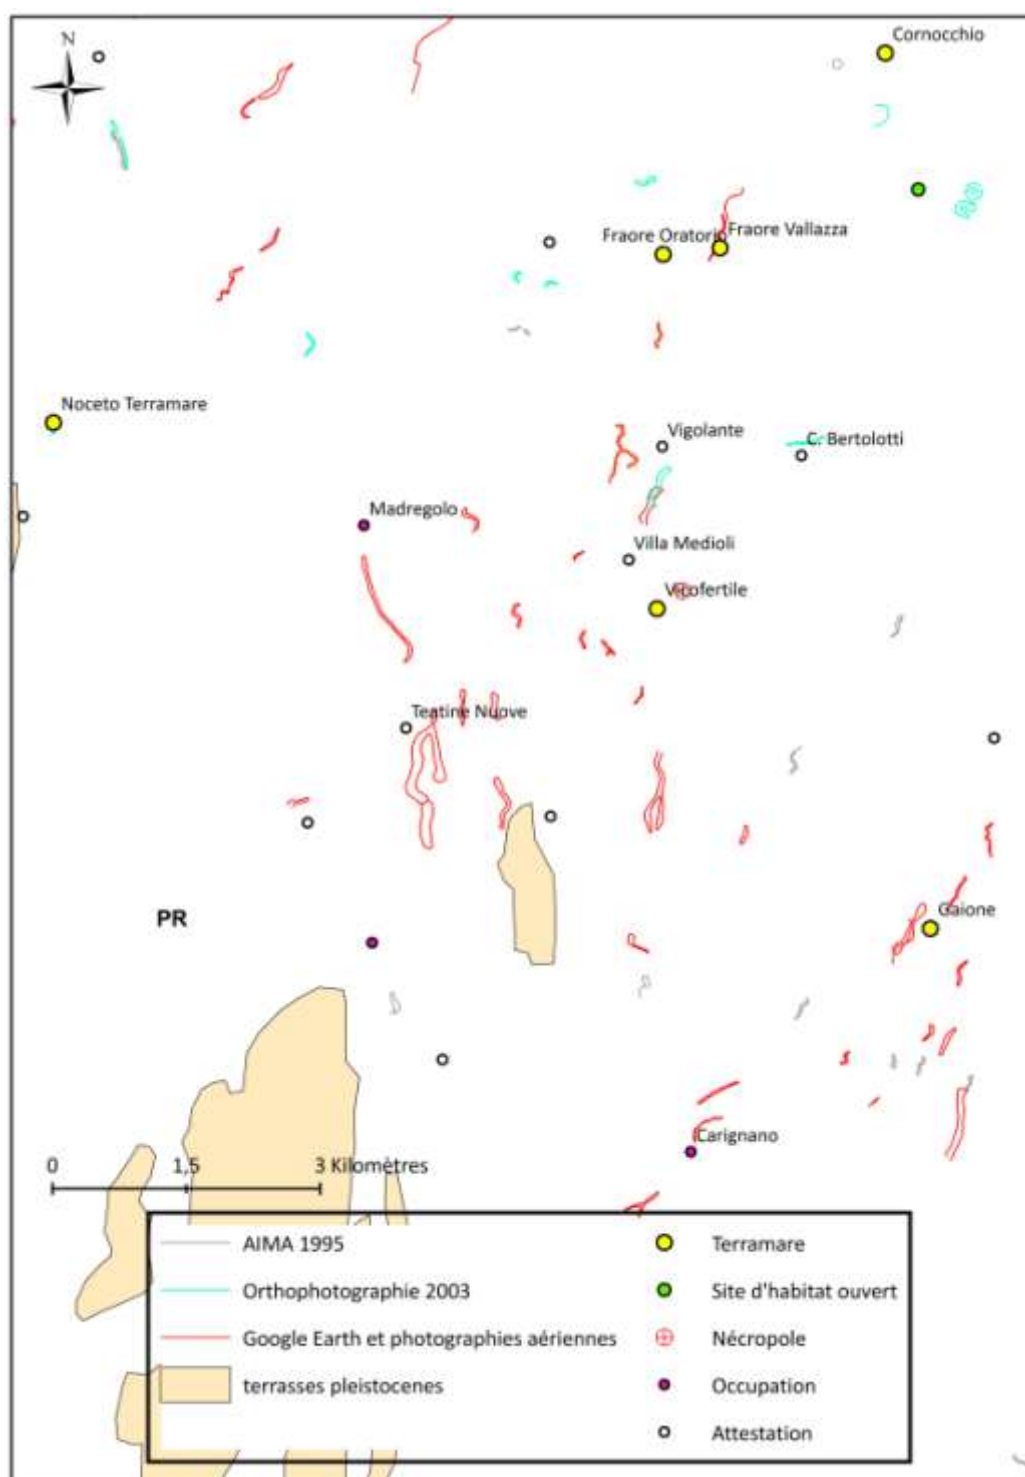 N
Cornocchio
Fraore Oratorio
Fraore Vallazza
Noceto Terramare
Vigolante
C. Bertolotti
Madregolo
Villa Medioli
Vicofertile
Teatine Nuove
PR
Gaione
Carignano
0 1,5 3 Kilomètres
AIMA 1995
Orthophotographie 2003
Google Earth et photographies aériennes
terrasses pleistocenes
Terramare
Site d'habitat ouvert
Nécropole
Occupation
Attestation